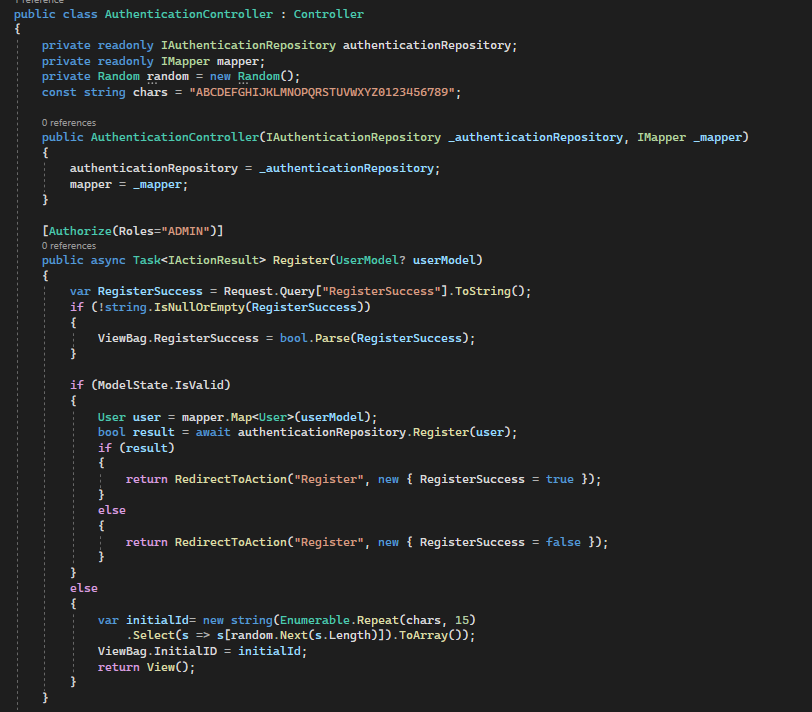 1 reference
public class AuthenticationController : Controller
{
private readonly IAuthenticationRepository authenticationRepository;
private readonly IMapper mapper;
private Random random = new Random();
const string chars = "ABCDEFGHIJKLMNOPQRSTUVWXYZ0123456789";
0 references
public AuthenticationController(IAuthenticationRepository _authenticationRepository, IMapper _mapper)
{
authenticationRepository = _authenticationRepository;
mapper = _mapper;
}
[Authorize(Roles="ADMIN")]
0 references
public async Task<IActionResult> Register(UserModel? userModel)
{
var RegisterSuccess = Request.Query["RegisterSuccess"].ToString();
if (!string.IsNullOrEmpty(RegisterSuccess))
{
ViewBag.RegisterSuccess = bool.Parse(RegisterSuccess);
}
if (ModelState.IsValid)
{
User user = mapper.Map<User>(userModel);
bool result = await authenticationRepository.Register(user);
if (result)
{
return RedirectToAction("Register", new { RegisterSuccess = true });
}
else
{
return RedirectToAction("Register", new { RegisterSuccess = false });
}
}
else
{
var initialId= new string(Enumerable.Repeat(chars, 15)
.Select(s => s[random.Next(s.Length)]).ToArray());
ViewBag.InitialID = initialId;
return View();
}
}